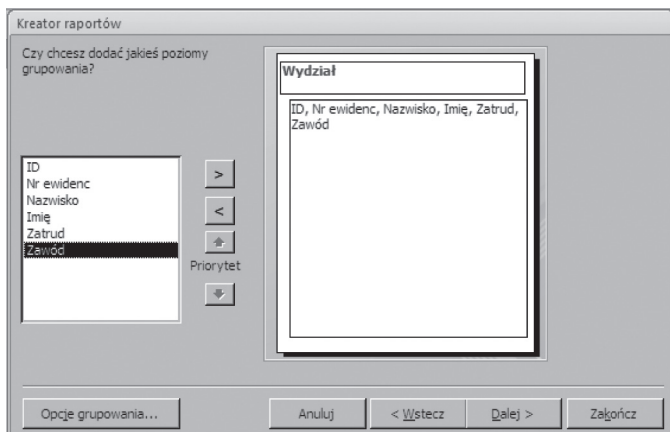 Kreator raportów
Czy chcesz dodać jakieś poziomy
grupowania?
Wydział
ID, Nr ewidenc, Nazwisko, Imię, Zatrud,
Zawód
ID
Nr ewidenc
Nazwisko
Imię
Zatrud
Zawód
>
<
Priorytet
Opcje grupowania...
Anuluj
< Wstecz
Dalej >
Zakończ